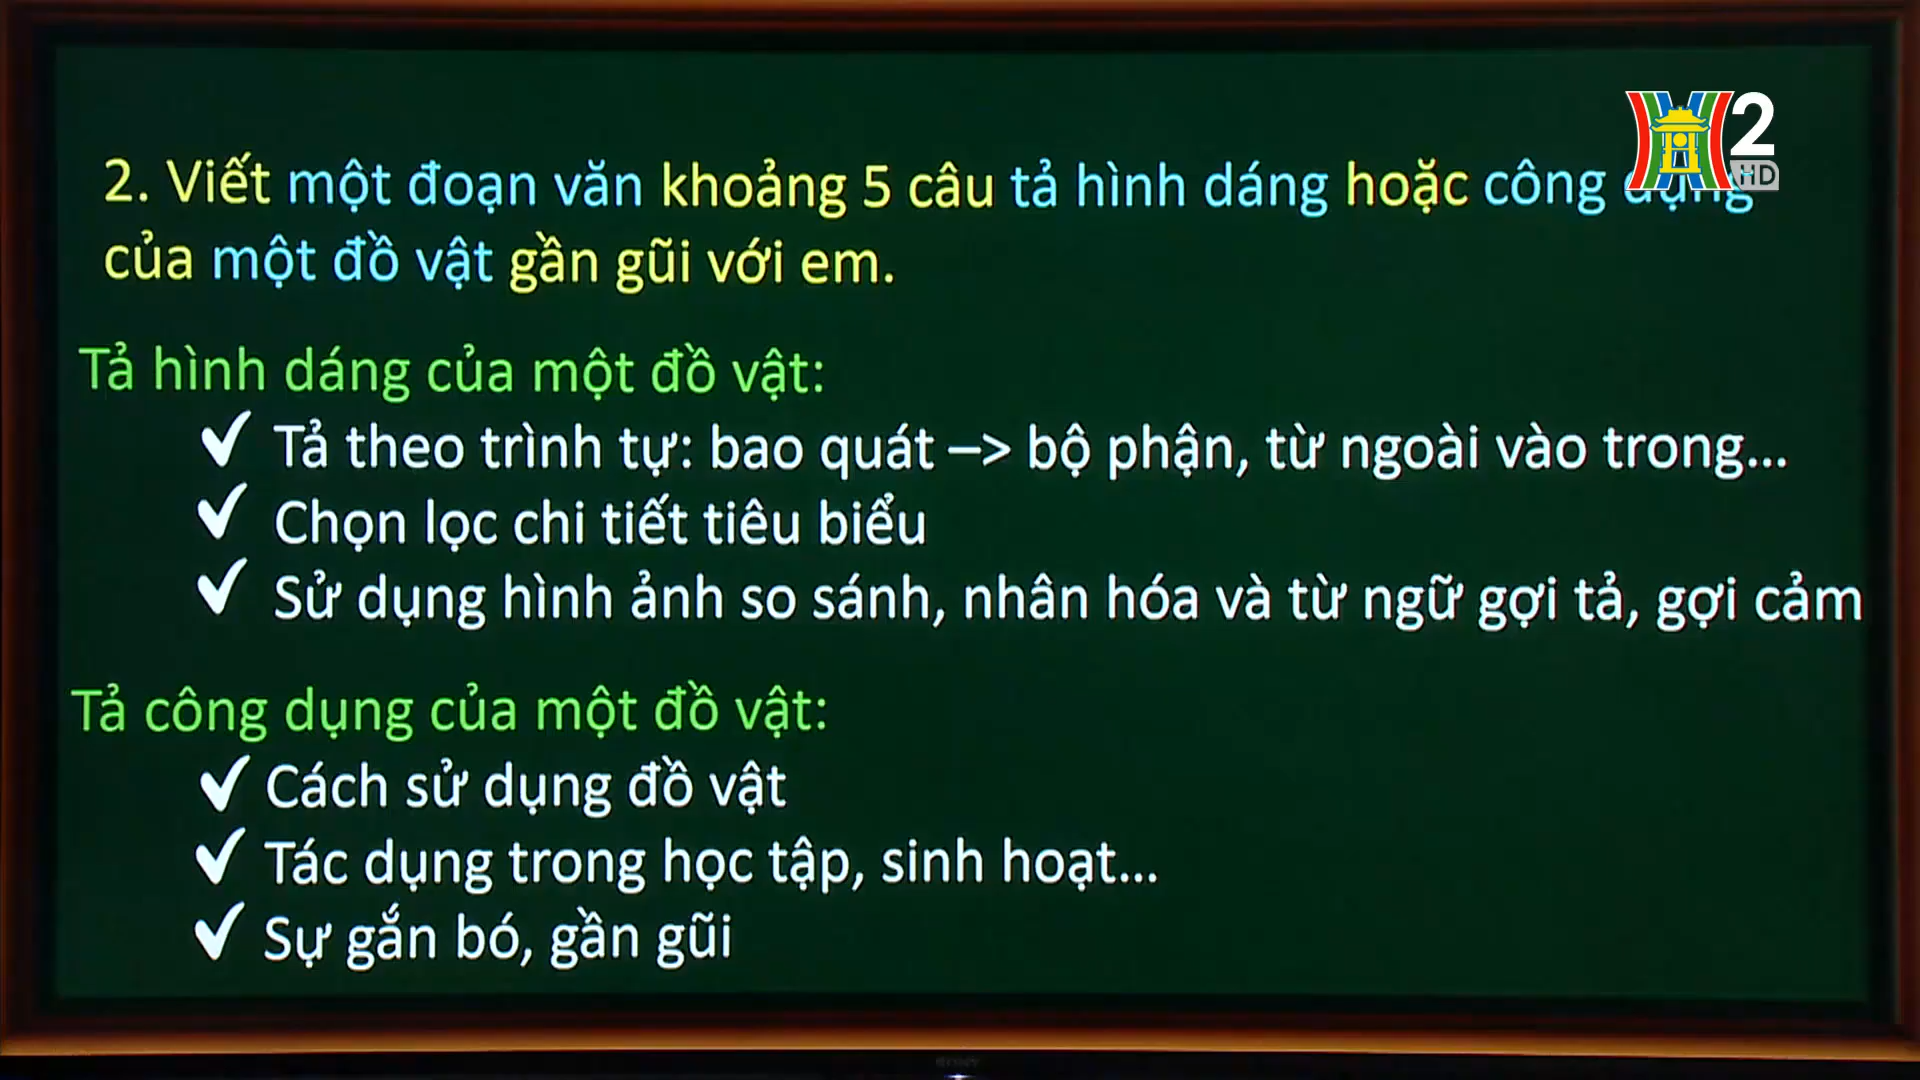 2. Viết một đoạn văn khoảng 5 câu tả hình dáng hoặc công dụng
của một đồ vật gần gũi với em.
Tả hình dáng của một đồ vật:
✓ Tả theo trình tự: bao quát –> bộ phận, từ ngoài vào trong...
✓ Chọn lọc chi tiết tiêu biểu
✓ Sử dụng hình ảnh so sánh, nhân hóa và từ ngữ gợi tả, gợi cảm
Tả công dụng của một đồ vật:
✓ Cách sử dụng đồ vật
✓ Tác dụng trong học tập, sinh hoạt...
✓ Sự gắn bó, gần gũi
H2
HD